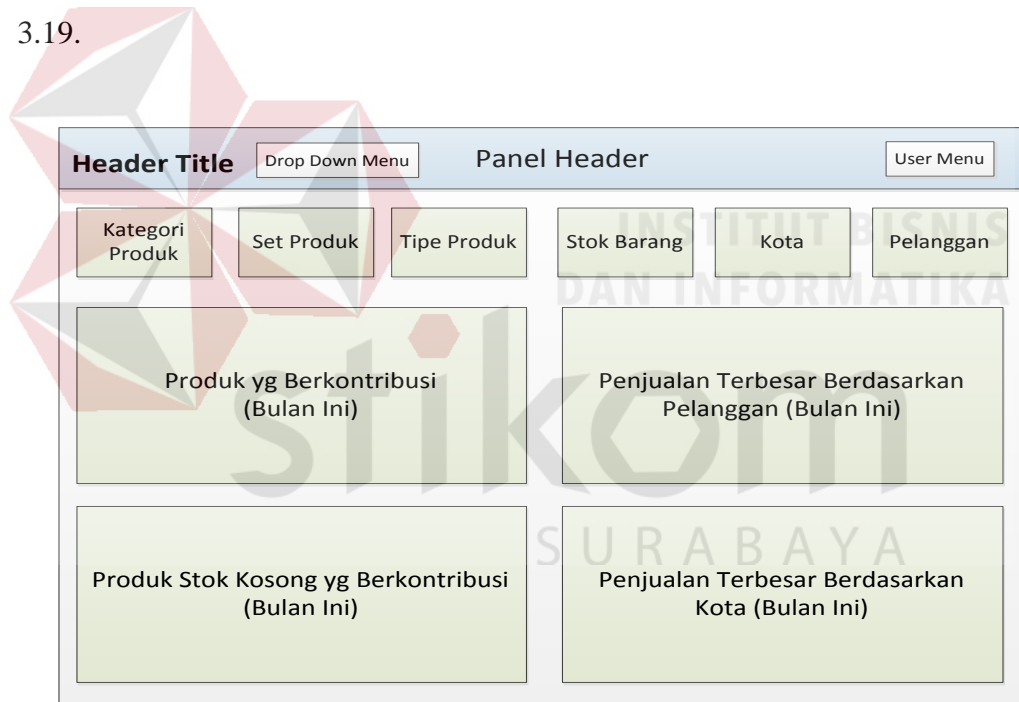 3.19.
Header Title
Drop Down Menu
Panel Header
User Menu
Kategori
Produk
Set Produk
Tipe Produk
Stok Barang
Kota
Pelanggan
INSTITUT BISNIS
DAN INFORMATIKA
Produk yg Berkontribusi
(Bulan Ini)
Penjualan Terbesar Berdasarkan
Pelanggan (Bulan Ini)
stikom
SURABAYA
Produk Stok Kosong yg Berkontribusi
(Bulan Ini)
Penjualan Terbesar Berdasarkan
Kota (Bulan Ini)